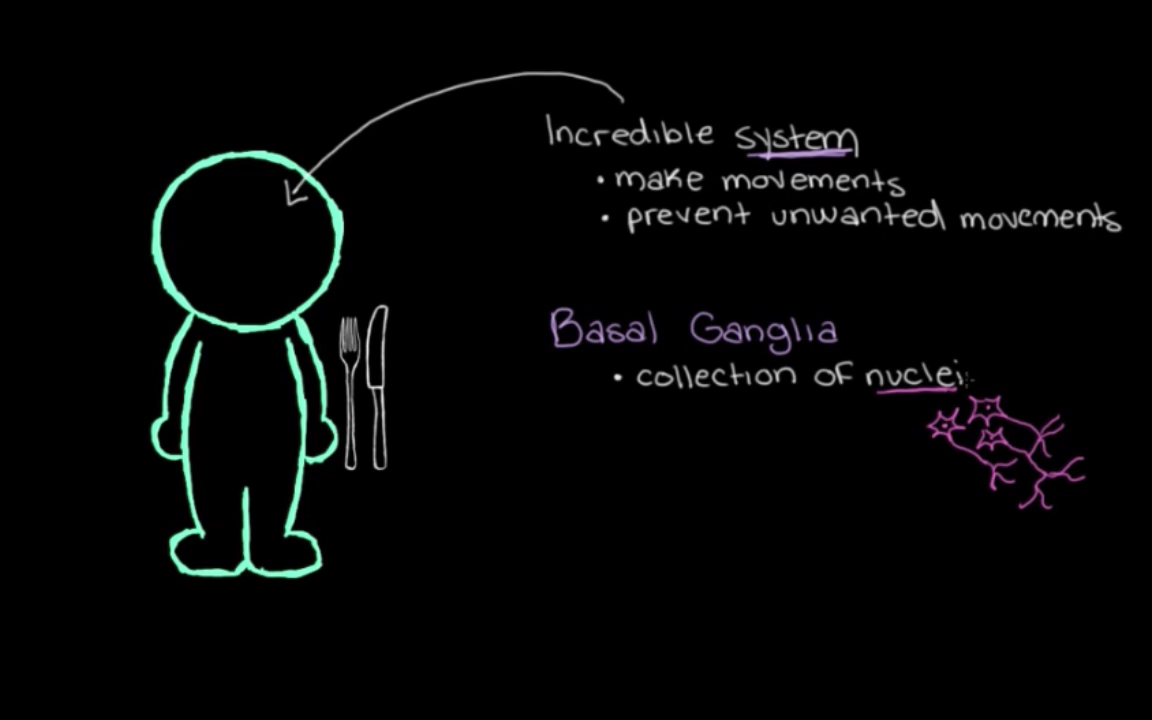 Incredible system
• make movements
• prevent unwanted movements
Basal Ganglia
• collection of nuclei